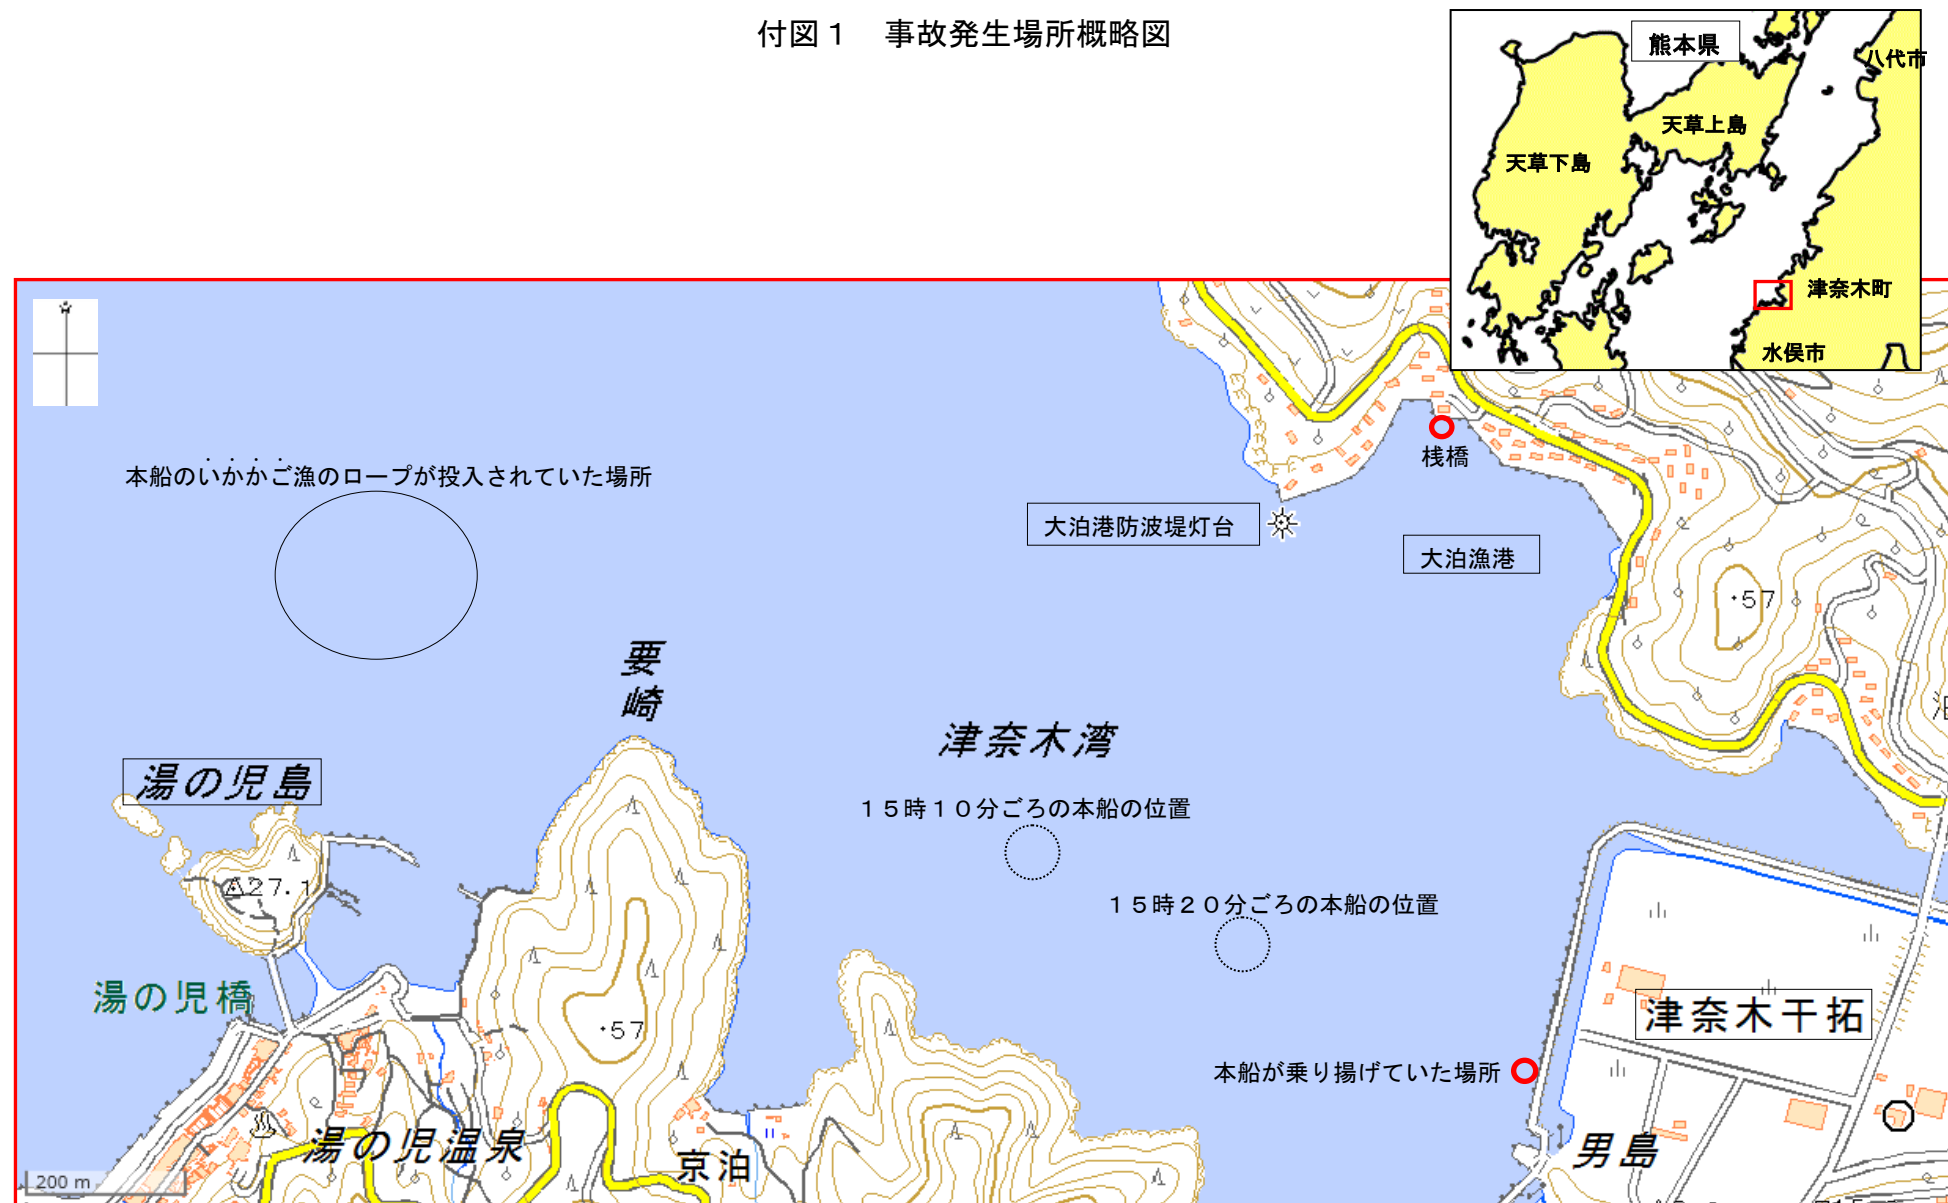 付図１　事故発生場所概略図
熊本県
八代市
天草上島
天草下島
津奈木町
水俣市
本船のいかかご漁のロープが投入されていた場所
桟橋
大泊港防波堤灯台
大泊漁港
・57
要崎
津奈木湾
湯の児島
１５時１０分ごろの本船の位置
27.1
１５時２０分ごろの本船の位置
湯の児橋
・57
津奈木干拓
本船が乗り揚げていた場所
湯の児温泉
京泊
男島
200 m